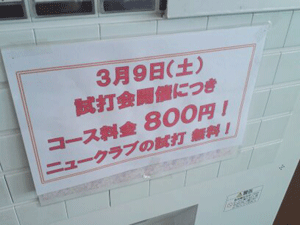 3月9日(土)
試打会開催につき
コース料金 800円!
ニュークラブの試打 無料!